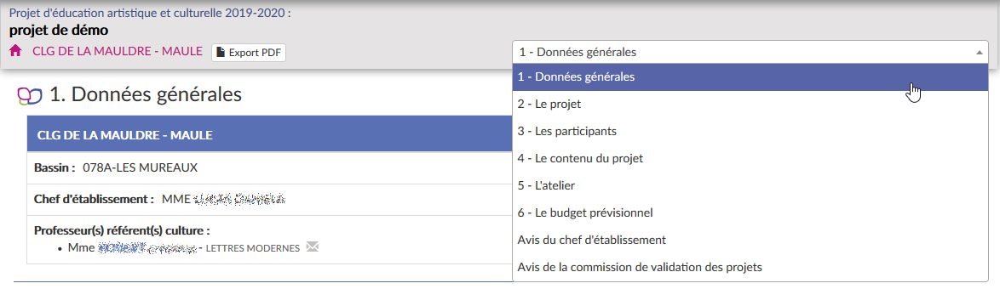 Projet d'éducation artistique et culturelle 2019-2020 :
projet de démo
CLG DE LA MAULDRE - MAULE
Export PDF
1 - Données générales
1 - Données générales
2 - Le projet
3 - Les participants
4 - Le contenu du projet
5 - L'atelier
6 - Le budget prévisionnel
Avis du chef d'établissement
Avis de la commission de validation des projets
1. Données générales
CLG DE LA MAULDRE - MAULE
Bassin : 078A-LES MUREAUX
Chef d'établissement : MME
Professeur(s) référent(s) culture :
• Mme - LETTRES MODERNES